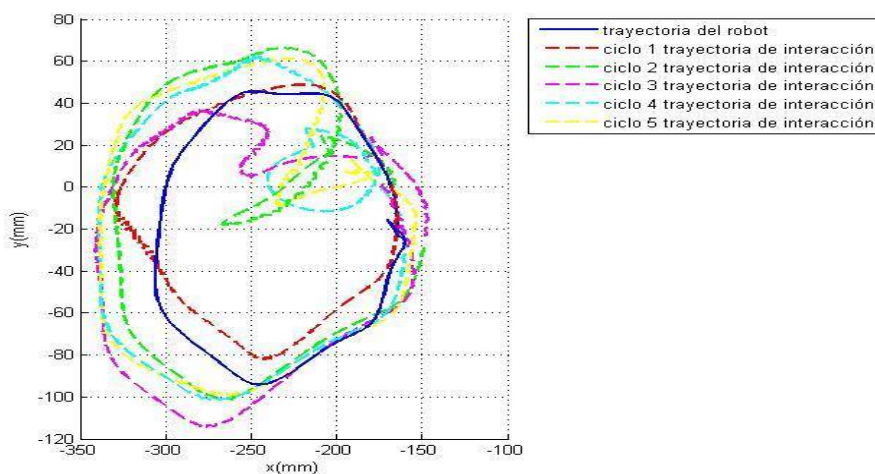 trayectoria del robot
ciclo 1 trayectoria de interacción
ciclo 2 trayectoria de interacción
ciclo 3 trayectoria de interacción
ciclo 4 trayectoria de interacción
ciclo 5 trayectoria de interacción
80
60
40
20
0
-20
-40
-60
-80
-100
-120
y(mm)
-350 -300 -250 -200 -150 -100
x(mm)